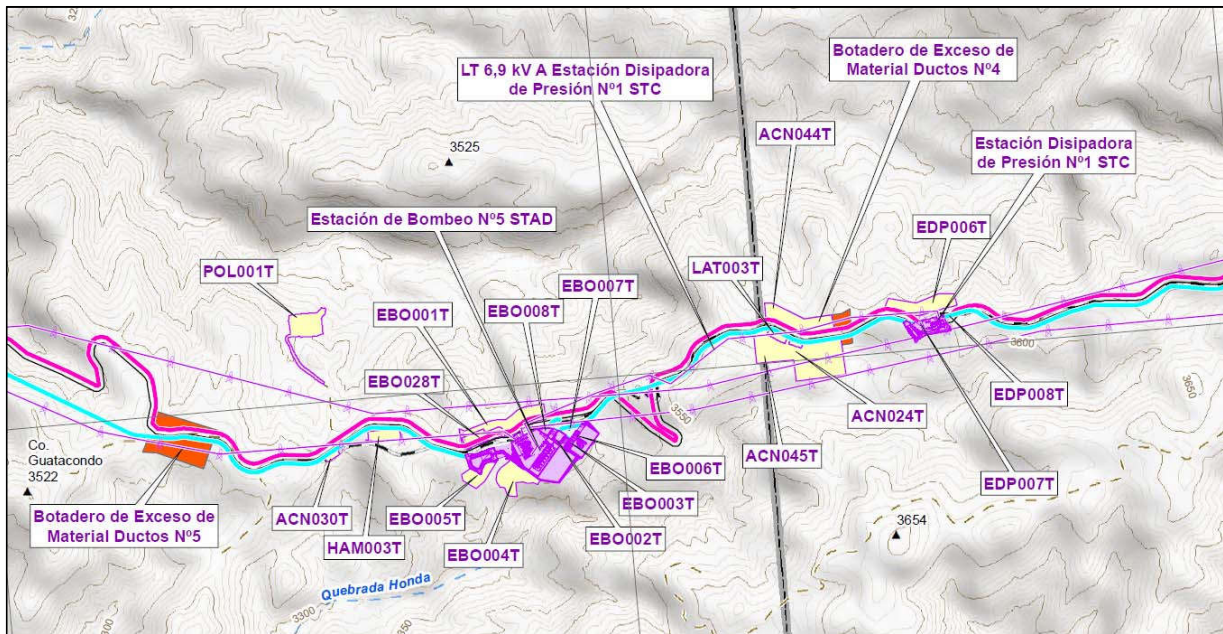 LT 6,9 kV A Estación Disipadora
de Presión Nº1 STC
Botadero de Exceso de
Material Ductos Nº4
ACN044T
Estación Disipadora
de Presión Nº1 STC
3525
Estación de Bombeo Nº5 STAD
EDP006T
POL001T
LAT003T
EBO007T
EBO008T
EBO001T
3600
EBO028T
EDP008T
3650
3550
ACN024T
Co.
Guatacondo
3522
ACN045T
EBO006T
EDP007T
EBO003T
Botadero de Exceso de
Material Ductos Nº5
ACN030T
EBO005T
3654
HAM003T
EBO004T
EBO002T
Quebrada Honda
3300